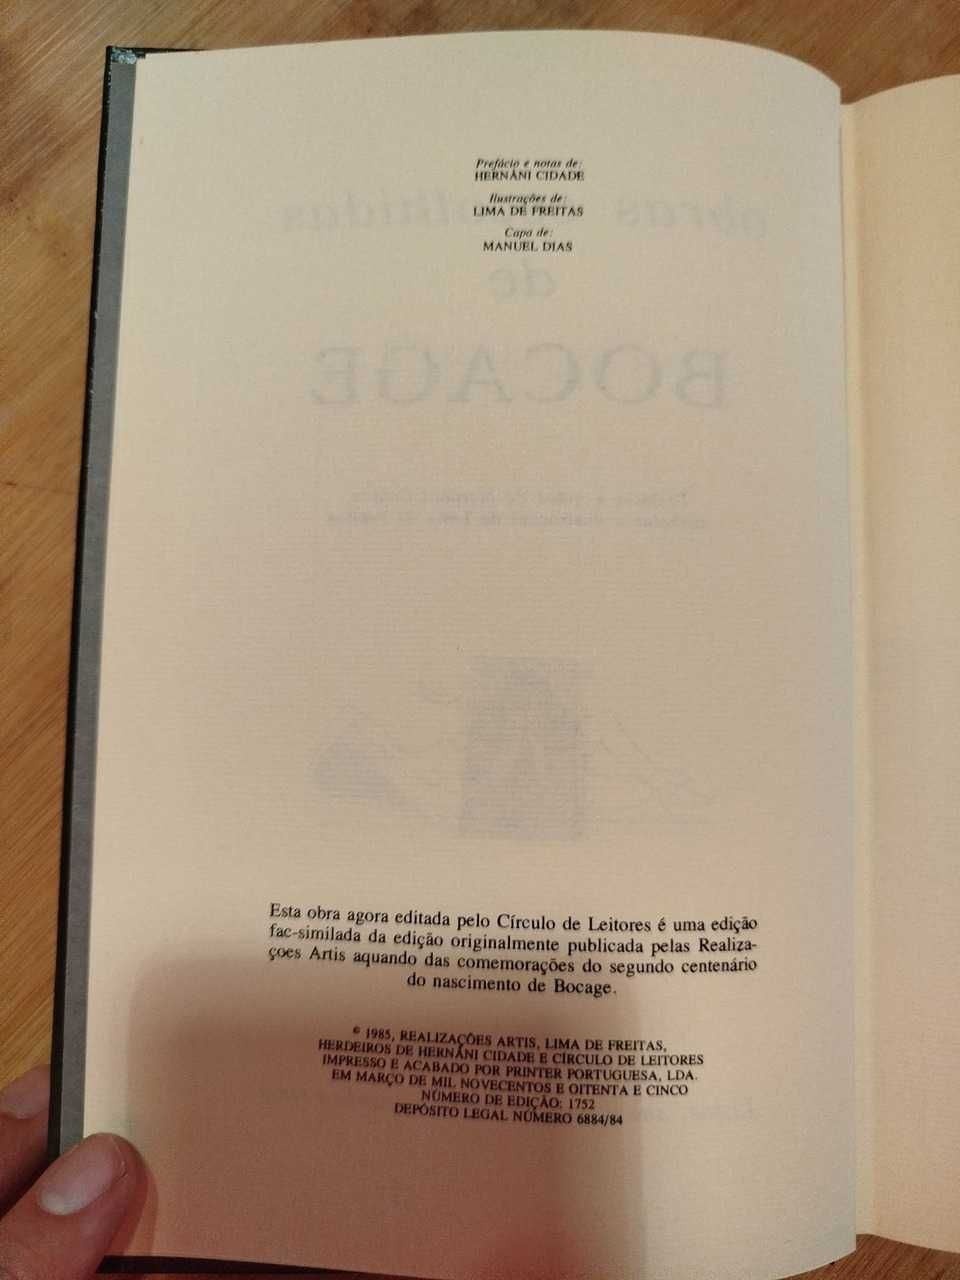 Prefácio e notas de:
HERNÂNI CIDADE
Ilustrações de:
LIMA DE FREITAS
Capa de:
MANUEL DIAS
obras
de
BOCAGE
Esta obra agora editada pelo Círculo de Leitores é uma edição
fac-similada da edição originalmente publicada pelas Realiza-
çoes Artis aquando das comemorações do segundo centenário
do nascimento de Bocage.
© 1985, REALIZAÇÕES ARTIS, LIMA DE FREITAS,
HERDEIROS DE HERNÂNI CIDADE E CÍRCULO DE LEITORES
IMPRESSO E ACABADO POR PRINTER PORTUGUESA, LDA.
EM MARÇO DE MIL NOVECENTOS E OITENTA E CINCO
NÚMERO DE EDIÇÃO: 1752
DEPÓSITO LEGAL NÚMERO 6884/84